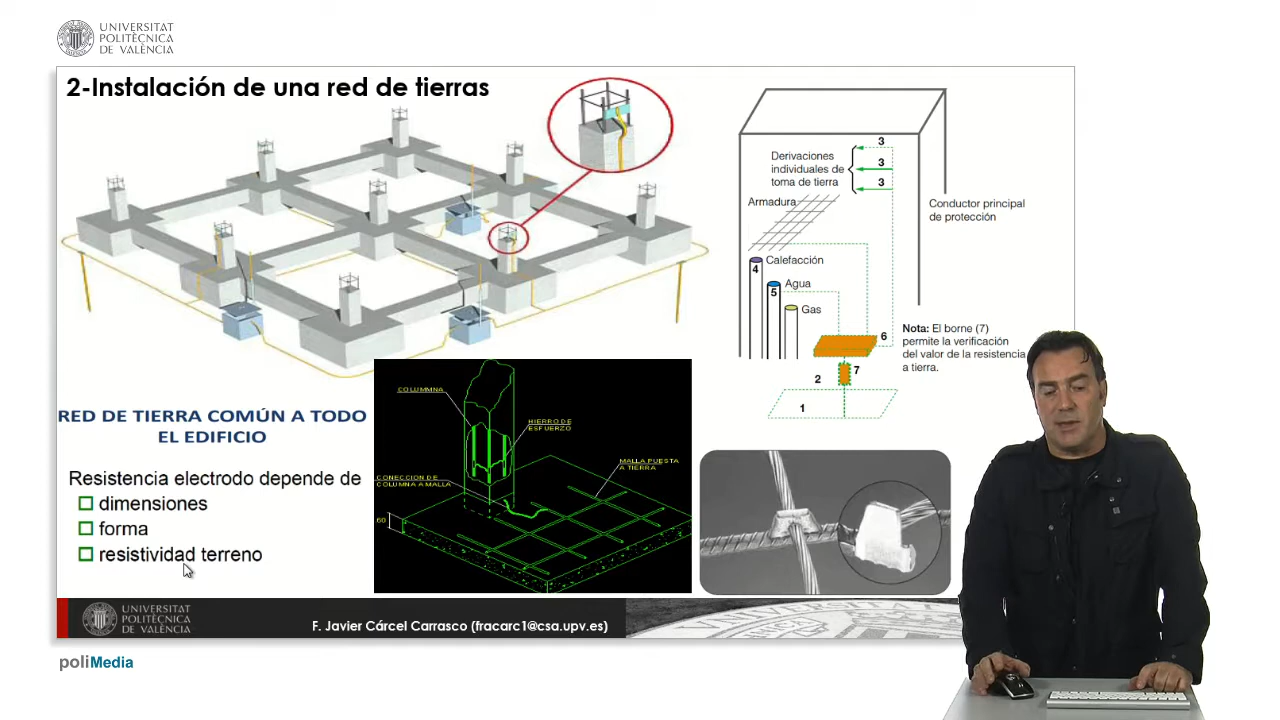 UNIVERSITAT
POLITÈCNICA
DE VALÈNCIA
2-Instalación de una red de tierras
RED DE TIERRA COMÚN A TODO
EL EDIFICIO
Resistencia electrodo depende de
dimensiones
forma
resistividad terreno
COLUMNNA
HIERRO DE
ESFUERZO
MALLA PUESTA
A TIERRA
CONECCION DE
COLUMNA A MALLA
60
3
Derivaciones
individuales de
toma de tierra
3
3
Armadura
Conductor principal
de protección
Calefacción
4
Agua
5
Gas
6
Nota: El borne (7)
permite la verificación
del valor de la resistencia
a tierra.
7
2
1
UNIVERSITAT
POLITÈCNICA
DE VALÈNCIA
F. Javier Cárcel Carrasco (fracarc1@csa.upv.es)
poliMedia